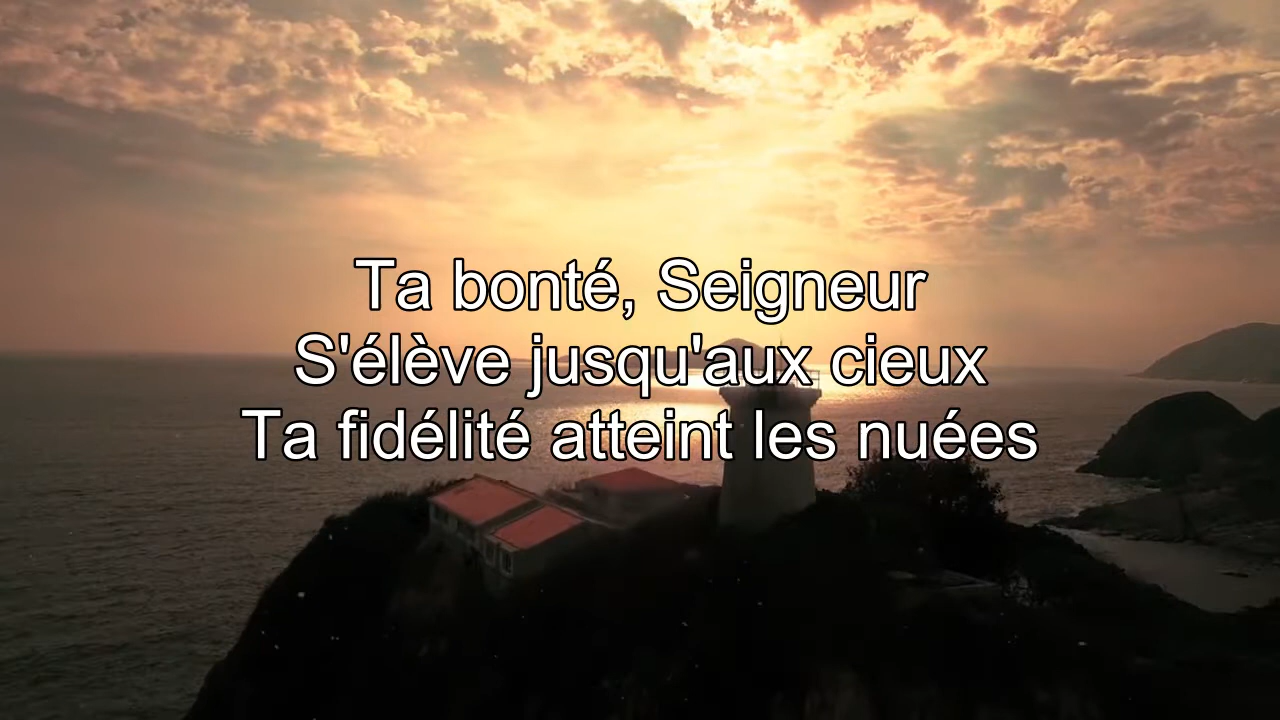 Ta bonté, Seigneur
S'élève jusqu'aux cieux
Ta fidélité atteint les nuées